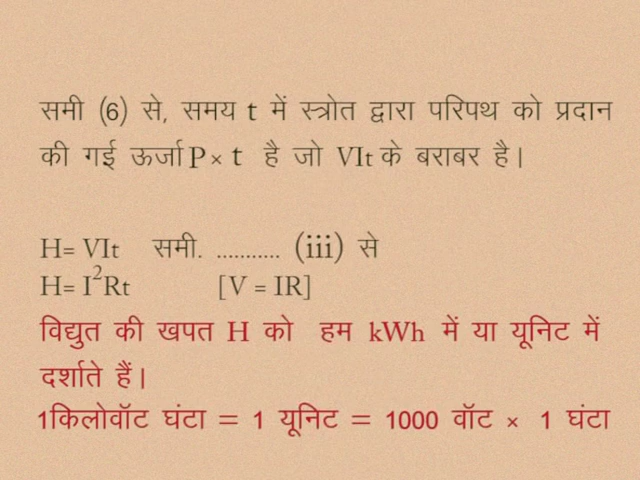 समी (6) से, समय t में स्त्रोत द्वारा परिपथ को प्रदान
की गई ऊर्जा P × t है जो VIt के बराबर है।
H= VIt समी. ........... (iii) से
H= I²Rt [V = IR]
विद्युत की खपत H को हम kWh में या यूनिट में
दर्शाते हैं।
1किलोवॉट घंटा = 1 यूनिट = 1000 वॉट × 1 घंटा